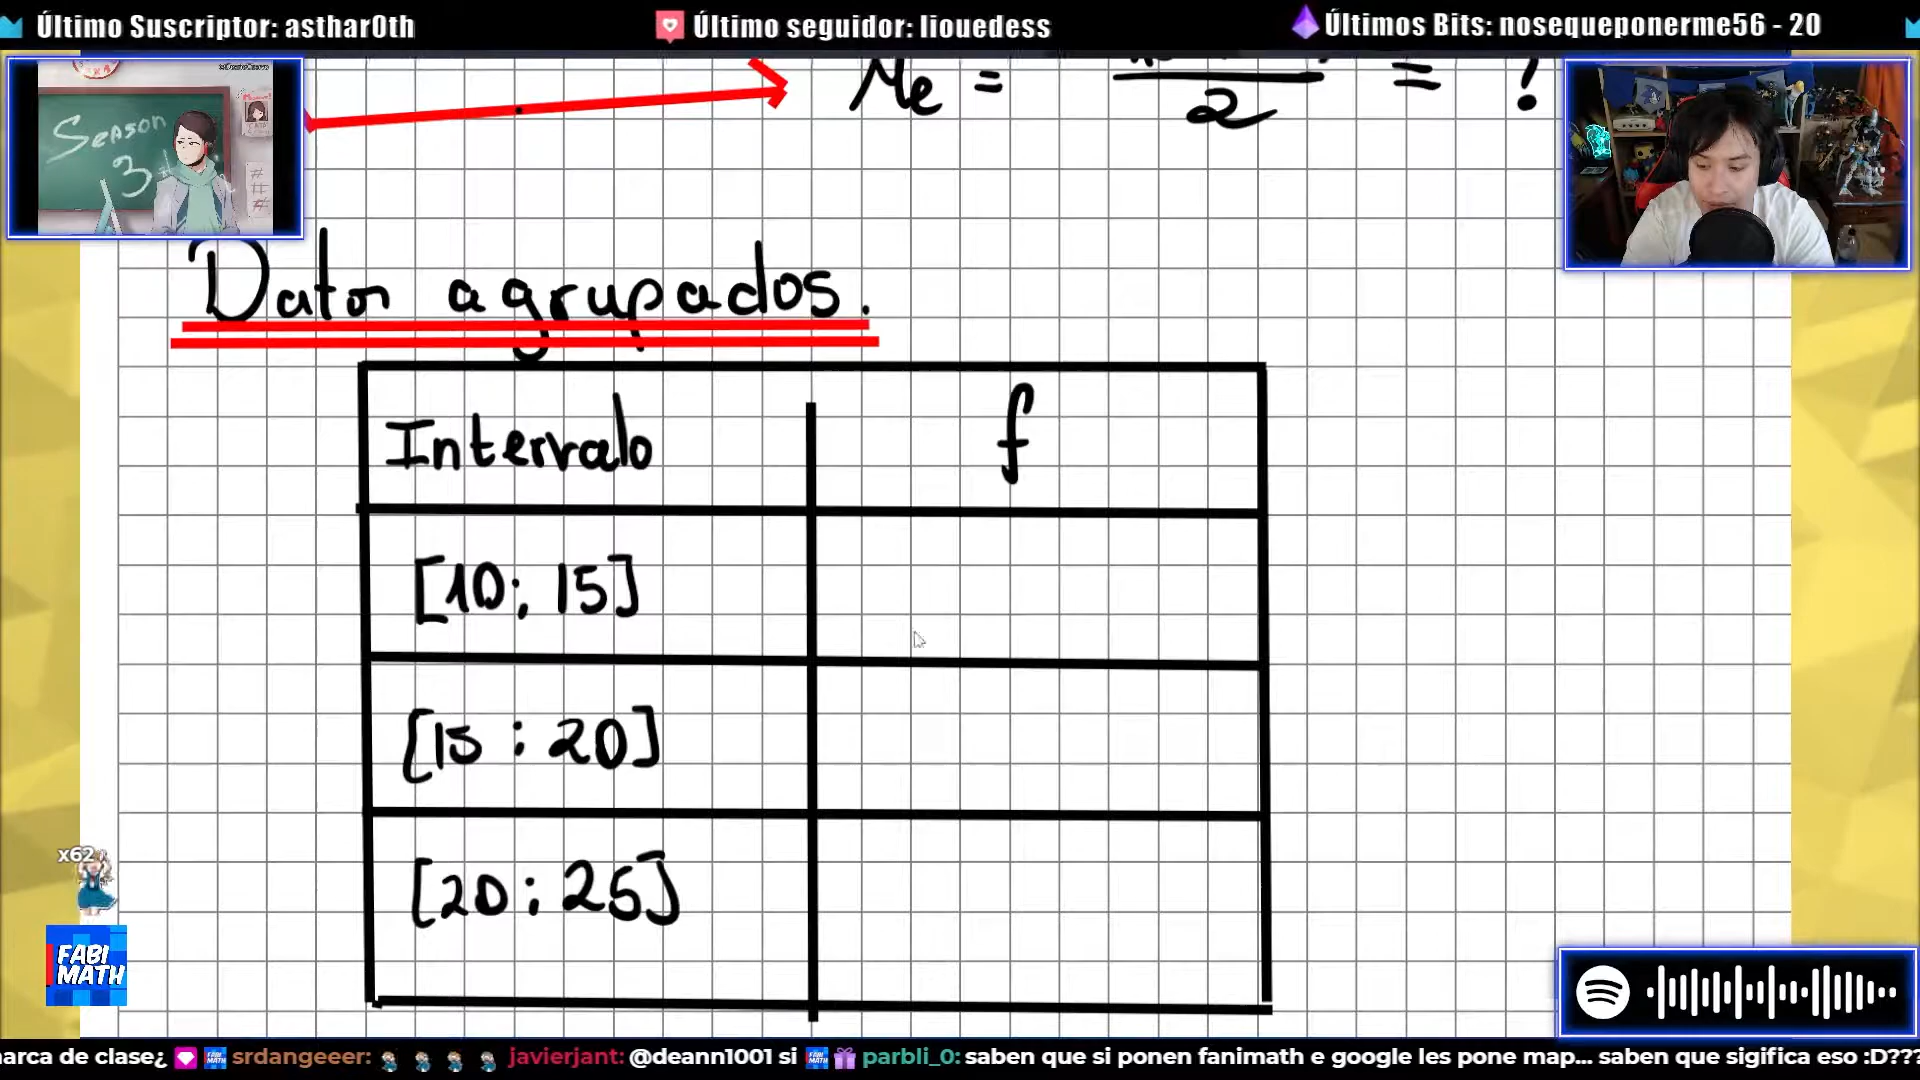 Último Suscriptor: asthar0th
Último seguidor: liouedess
Últimos Bits: nosequeponerme56 - 20
Season
3
Me = 2 = ?
Datos agrupados.
Intervalo f
[10; 15]
[15 : 20]
[20 : 25]
x62
FABI
MATH
arca de clase¿ srdangeeer: javierjant: @deann1001 si parbli_0: saben que si ponen fanimath e google les pone map... saben que sigifica eso :D???